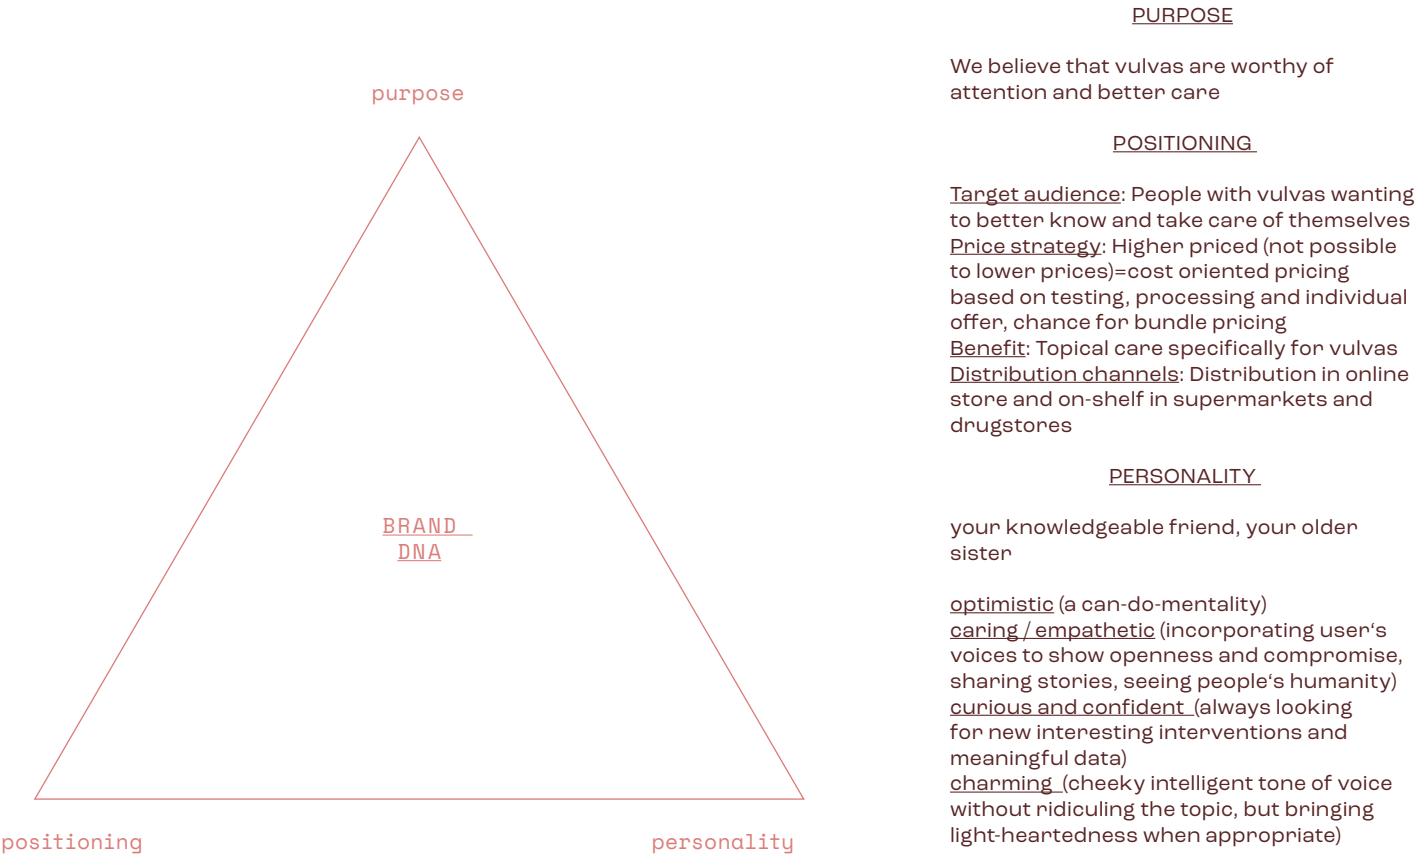 purpose
BRAND
DNA
positioning
personality
PURPOSE
We believe that vulvas are worthy of
attention and better care
POSITIONING
Target audience: People with vulvas wanting
to better know and take care of themselves
Price strategy: Higher priced (not possible
to lower prices)=cost oriented pricing
based on testing, processing and individual
offer, chance for bundle pricing
Benefit: Topical care specifically for vulvas
Distribution channels: Distribution in online
store and on-shelf in supermarkets and
drugstores
PERSONALITY
your knowledgeable friend, your older
sister
optimistic (a can-do-mentality)
caring / empathetic (incorporating user‘s
voices to show openness and compromise,
sharing stories, seeing people‘s humanity)
curious and confident (always looking
for new interesting interventions and
meaningful data)
charming (cheeky intelligent tone of voice
without ridiculing the topic, but bringing
light-heartedness when appropriate)